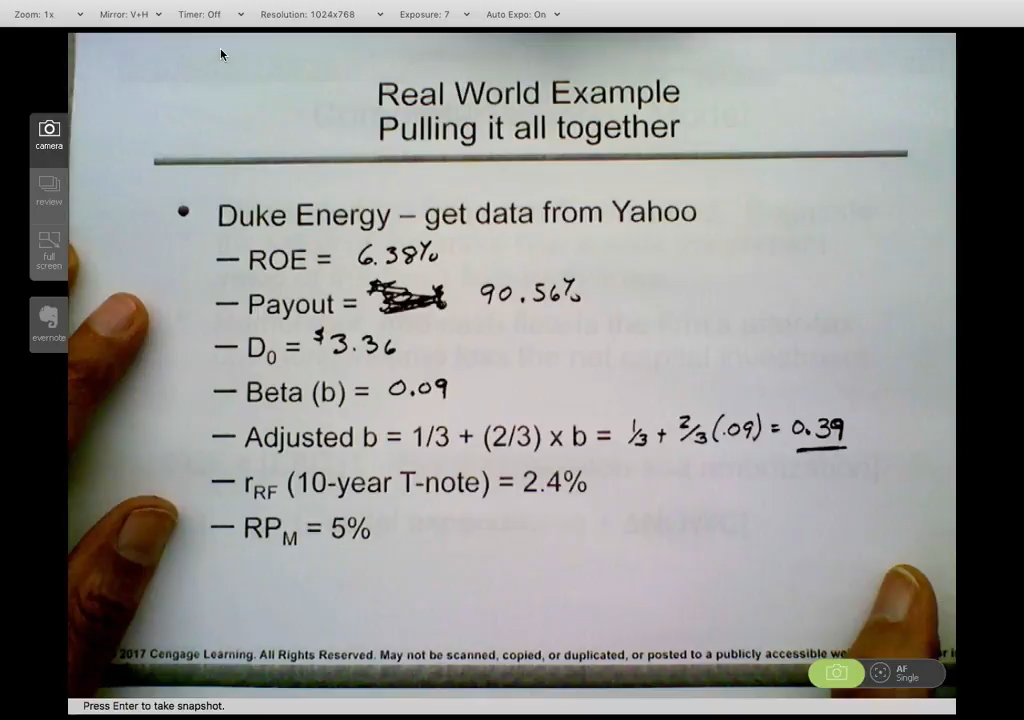 Zoom: 1x Mirror: V+H Timer: Off Resolution: 1024x768 Exposure: 7 Auto Expo: On
camera
review
full
screen
evernote
Real World Example
Pulling it all together
• Duke Energy – get data from Yahoo
– ROE = 6.38%
– Payout = 90.56%
– D0 = $3.36
– Beta (b) = 0.09
– Adjusted b = 1/3 + (2/3) x b = 1/3 + 2/3(.09) = 0.39
– rRF (10-year T-note) = 2.4%
– RPM = 5%
2017 Cengage Learning. All Rights Reserved. May not be scanned, copied, or duplicated, or posted to a publicly accessible
AF
Single
Press Enter to take snapshot.